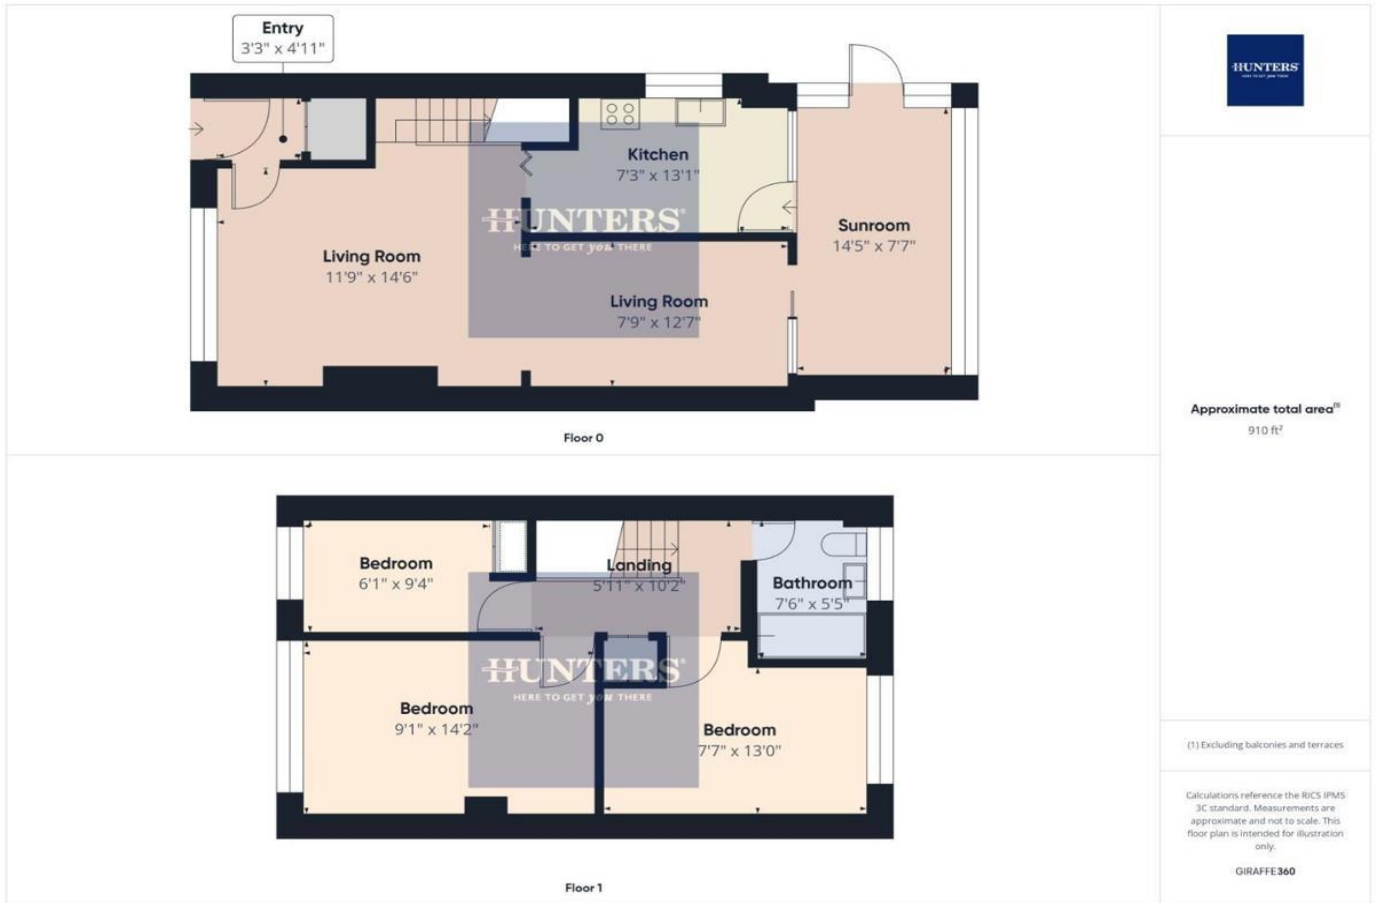 Entry
3'3" x 4'11"
Kitchen
7'3" x 13'1"
HUNTERS®
HERE TO GET you THERE
Living Room
11'9" x 14'6"
Living Room
7'9" x 12'7"
Sunroom
14'5" x 7'7"
Floor 0
Bedroom
6'1" x 9'4"
Landing
5'11" x 10'2"
Bathroom
7'6" x 5'5"
HUNTERS®
HERE TO GET you THERE
Bedroom
9'1" x 14'2"
Bedroom
7'7" x 13'0"
Floor 1
HUNTERS®
HERE TO GET you THERE
Approximate total area⁽¹⁾
910 ft²
(1) Excluding balconies and terraces
Calculations reference the RICS IPMS
3C standard. Measurements are
approximate and not to scale. This
floor plan is intended for illustration
only.
GIRAFFE360